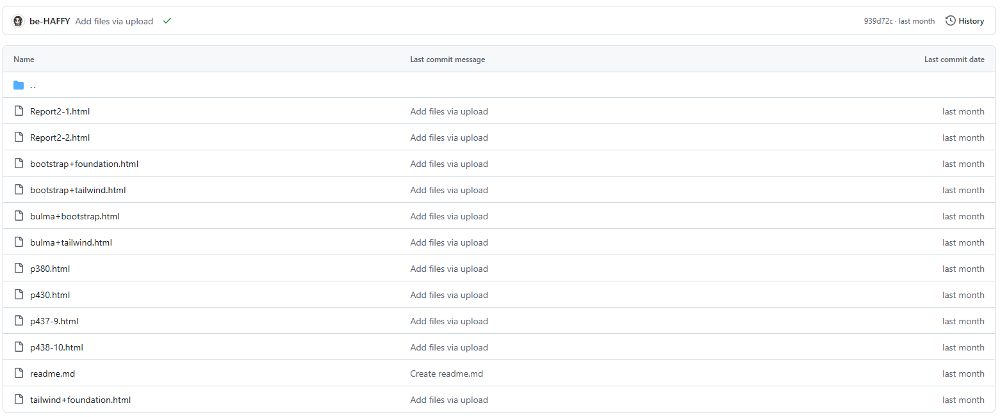 be-HAFFY Add files via upload 939d72c · last month History
Name Last commit message Last commit date
..
Report2-1.html Add files via upload last month
Report2-2.html Add files via upload last month
bootstrap+foundation.html Add files via upload last month
bootstrap+tailwind.html Add files via upload last month
bulma+bootstrap.html Add files via upload last month
bulma+tailwind.html Add files via upload last month
p380.html Add files via upload last month
p430.html Add files via upload last month
p437-9.html Add files via upload last month
p438-10.html Add files via upload last month
readme.md Create readme.md last month
tailwind+foundation.html Add files via upload last month